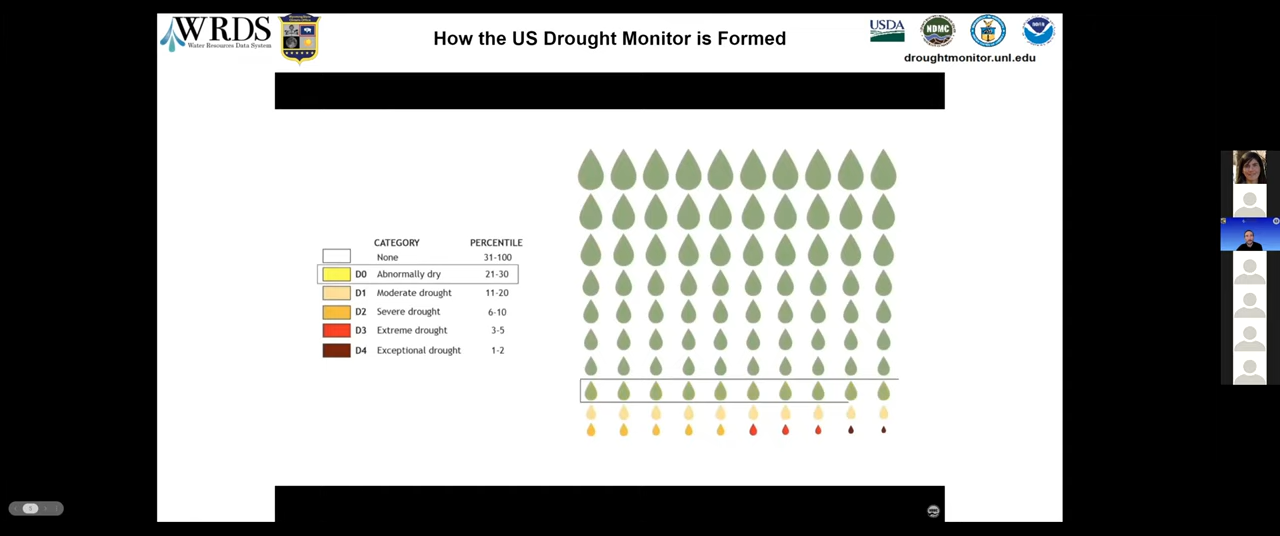 WRDS
Water Resources Data System
How the US Drought Monitor is Formed
USDA
NDMC
droughtmonitor.unl.edu
CATEGORY PERCENTILE
None 31-100
D0 Abnormally dry 21-30
D1 Moderate drought 11-20
D2 Severe drought 6-10
D3 Extreme drought 3-5
D4 Exceptional drought 1-2